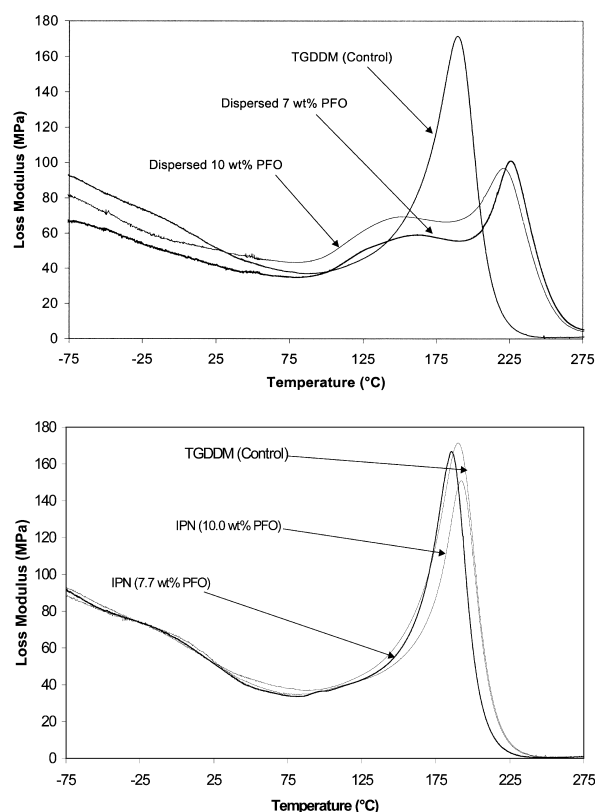 180
160
140
120
100
80
60
40
20
0
Loss Modulus (MPa)
TGDDM (Control)
Dispersed 7 wt% PFO
Dispersed 10 wt% PFO
-75 -25 25 75 125 175 225 275
Temperature (°C)
180
160
140
120
100
80
60
40
20
0
Loss Modulus (MPa)
TGDDM (Control)
IPN (10.0 wt% PFO)
IPN (7.7 wt% PFO)
-75 -25 25 75 125 175 225 275
Temperature (°C)